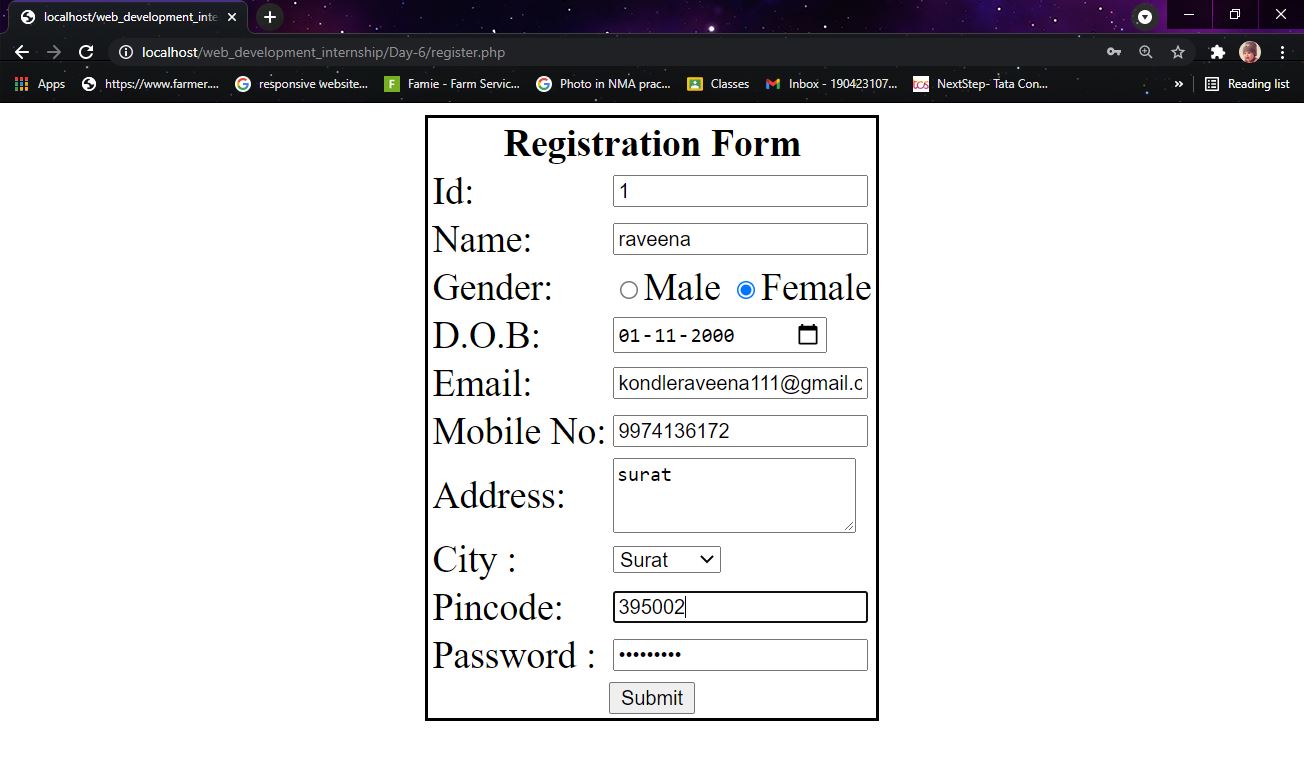 localhost/web_development_inte
localhost/web_development_internship/Day-6/register.php
Apps https://www.farmer.... responsive website... Famie - Farm Servic... Photo in NMA prac... Classes Inbox - 190423107... NextStep- Tata Con... » Reading list
Registration Form
Id: 1
Name: raveena
Gender: Male Female
D.O.B: 01-11-2000
Email: kondleraveena111@gmail.c
Mobile No: 9974136172
Address: surat
City : Surat
Pincode: 395002
Password : •••••••••
Submit